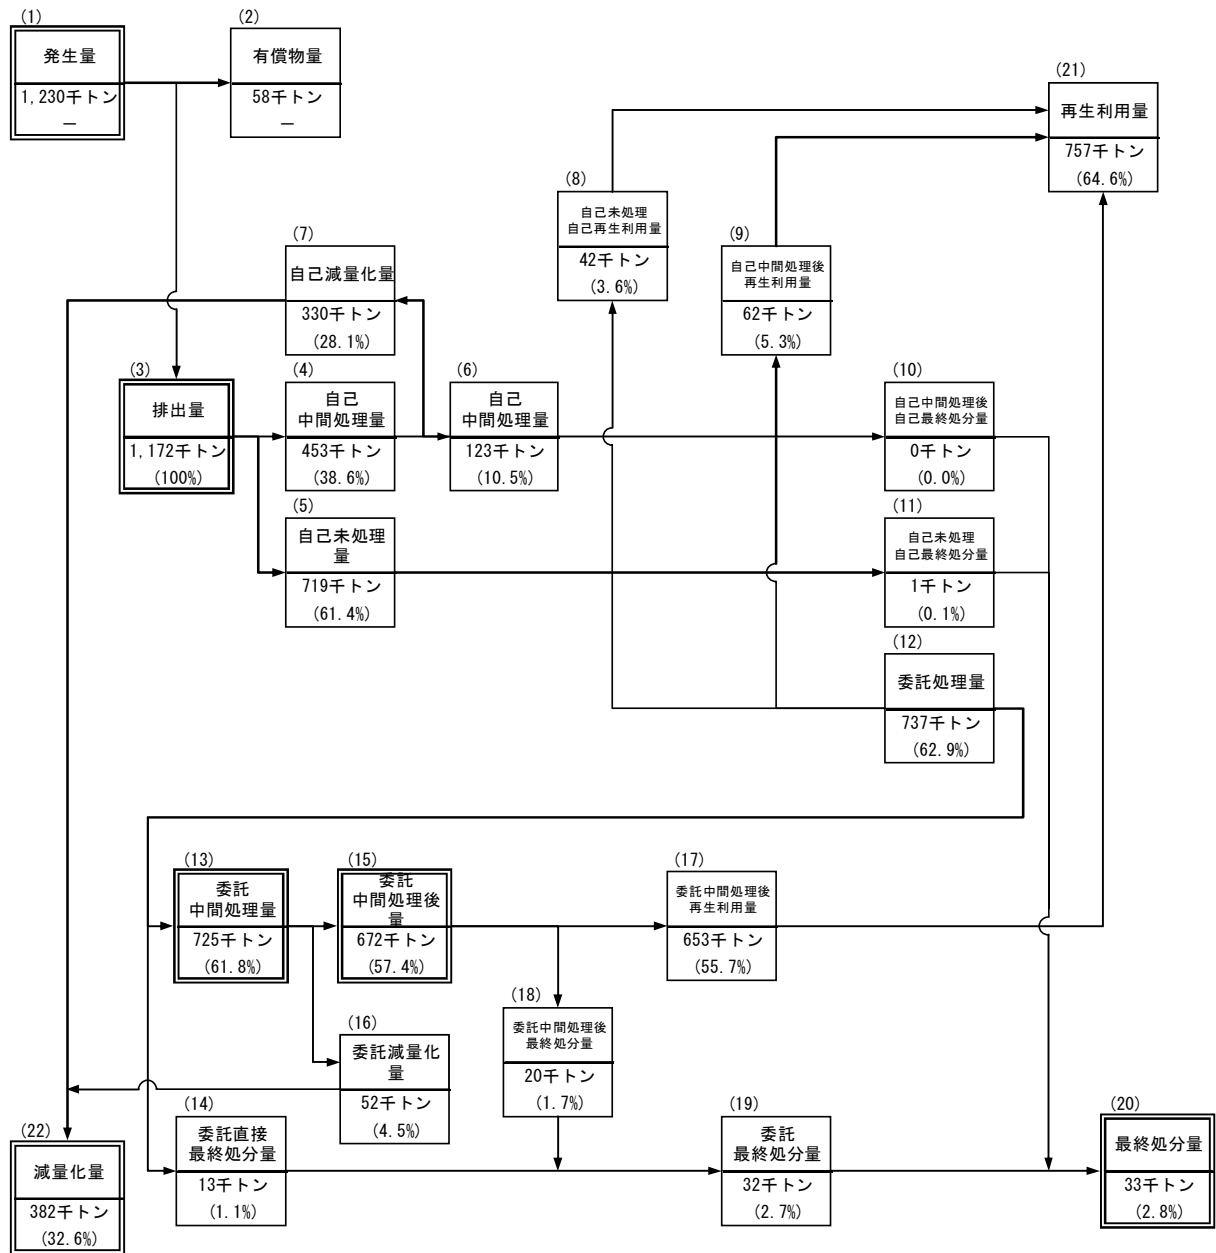 (1)
発生量
1,230千トン
－
(2)
有償物量
58千トン
－
(21)
再生利用量
757千トン
(64.6%)
(8)
自己未処理
自己再生利用量
42千トン
(3.6%)
(9)
自己中間処理後
再生利用量
62千トン
(5.3%)
(7)
自己減量化量
330千トン
(28.1%)
(3)
排出量
1,172千トン
(100%)
(4)
自己
中間処理量
453千トン
(38.6%)
(6)
自己
中間処理量
123千トン
(10.5%)
(10)
自己中間処理後
自己最終処分量
0千トン
(0.0%)
(5)
自己未処理
量
719千トン
(61.4%)
(11)
自己未処理
自己最終処分量
1千トン
(0.1%)
(12)
委託処理量
737千トン
(62.9%)
(13)
委託
中間処理量
725千トン
(61.8%)
(15)
委託
中間処理後
量
672千トン
(57.4%)
(17)
委託中間処理後
再生利用量
653千トン
(55.7%)
(16)
委託減量化
量
52千トン
(4.5%)
(18)
委託中間処理後
最終処分量
20千トン
(1.7%)
(22)
減量化量
382千トン
(32.6%)
(14)
委託直接
最終処分量
13千トン
(1.1%)
(19)
委託
最終処分量
32千トン
(2.7%)
(20)
最終処分量
33千トン
(2.8%)